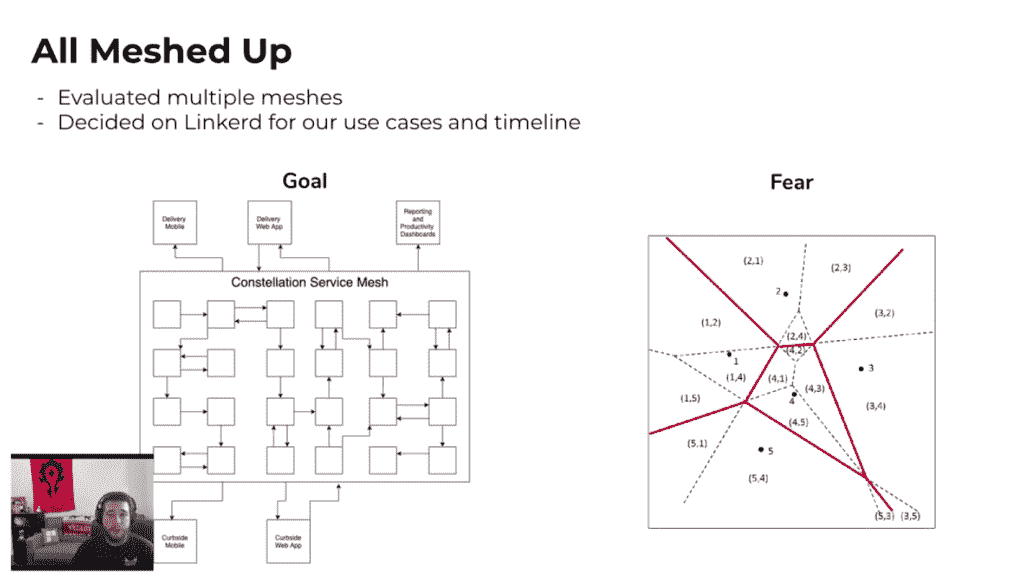 All Meshed Up
- Evaluated multiple meshes
- Decided on Linkerd for our use cases and timeline
Goal
Fear
Delivery
Mobile
Delivery
Web App
Reporting
and
Productivity
Dashboards
Constellation Service Mesh
Curbside
Mobile
Curbside
Web App
(2,1)
(2,3)
2
(3,2)
(1,2)
(2,4)
(4,2)
1
3
(1,4)
(4,1)
(4,3)
(1,5)
4
(3,4)
(4,5)
(5,1)
5
(5,4)
(5,3) (3,5)